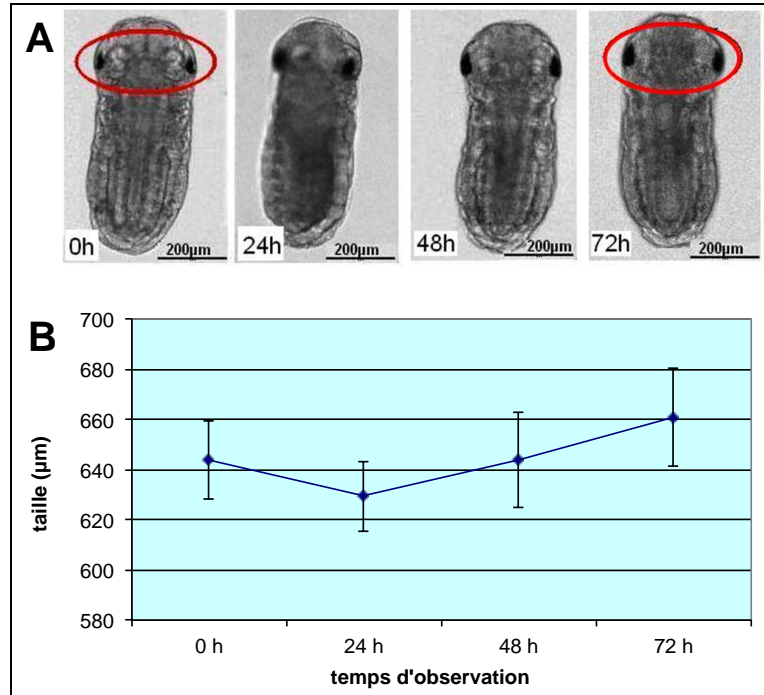 A
0h
200µm
24h
200µm
48h
200µm
72h
200µm
B
700
680
660
640
620
600
580
taille (µm)
0 h
24 h
48 h
72 h
temps d'observation